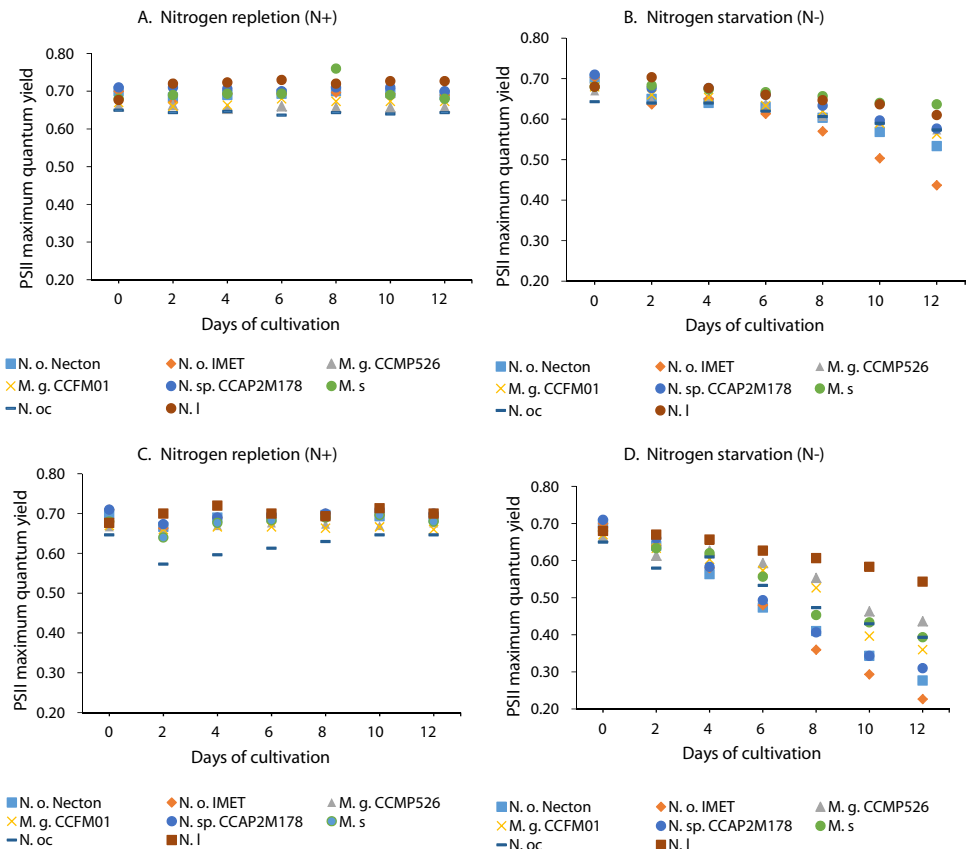 A. Nitrogen repletion (N+)
PSII maximum quantum yield
0.80
0.70
0.60
0.50
0.40
0.30
0.20
0 2 4 6 8 10 12
Days of cultivation
N. o. Necton N. o. IMET M. g. CCMP526
M. g. CCFM01 N. sp. CCAP2M178 M. s
N. oc N. l
B. Nitrogen starvation (N-)
PSII maximum quantum yield
0.80
0.70
0.60
0.50
0.40
0.30
0.20
0 2 4 6 8 10 12
Days of cultivation
N. o. Necton N. o. IMET M. g. CCMP526
M. g. CCFM01 N. sp. CCAP2M178 M. s
N. oc N. l
C. Nitrogen repletion (N+)
PSII maximum quantum yield
0.80
0.70
0.60
0.50
0.40
0.30
0.20
0 2 4 6 8 10 12
Days of cultivation
N. o. Necton N. o. IMET M. g. CCMP526
M. g. CCFM01 N. sp. CCAP2M178 M. s
N. oc N. l
D. Nitrogen starvation (N-)
PSII maximum quantum yield
0.80
0.70
0.60
0.50
0.40
0.30
0.20
0 2 4 6 8 10 12
Days of cultivation
N. o. Necton N. o. IMET M. g. CCMP526
M. g. CCFM01 N. sp. CCAP2M178 M. s
N. oc N. l